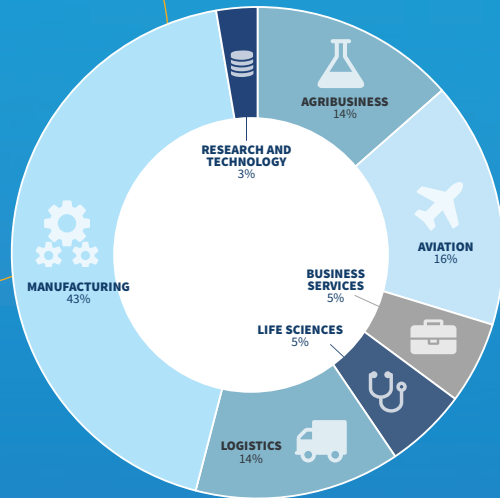 AGRIBUSINESS
14%
RESEARCH AND
TECHNOLOGY
3%
AVIATION
16%
BUSINESS
SERVICES
5%
MANUFACTURING
43%
LIFE SCIENCES
5%
LOGISTICS
14%